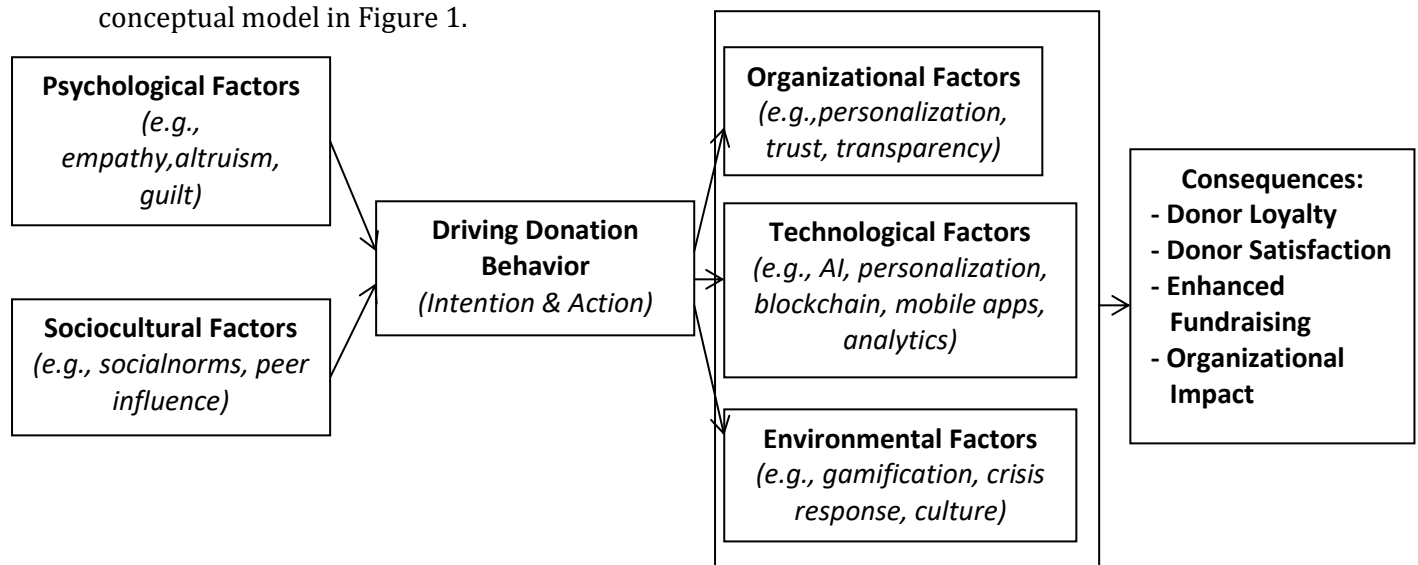 conceptual model in Figure 1.
Psychological Factors
(e.g.,
empathy,altruism,
guilt)
Sociocultural Factors
(e.g., socialnorms, peer
influence)
Driving Donation
Behavior
(Intention & Action)
Organizational Factors
(e.g.,personalization,
trust, transparency)
Technological Factors
(e.g., AI, personalization,
blockchain, mobile apps,
analytics)
Environmental Factors
(e.g., gamification, crisis
response, culture)
Consequences:
- Donor Loyalty
- Donor Satisfaction
- Enhanced
Fundraising
- Organizational
Impact